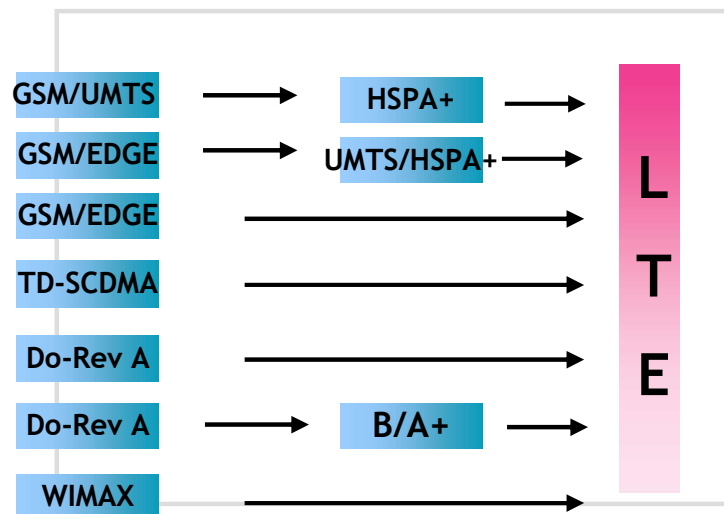 GSM/UMTS
HSPA+
GSM/EDGE
UMTS/HSPA+
GSM/EDGE
TD-SCDMA
Do-Rev A
Do-Rev A
B/A+
WIMAX
L
T
E